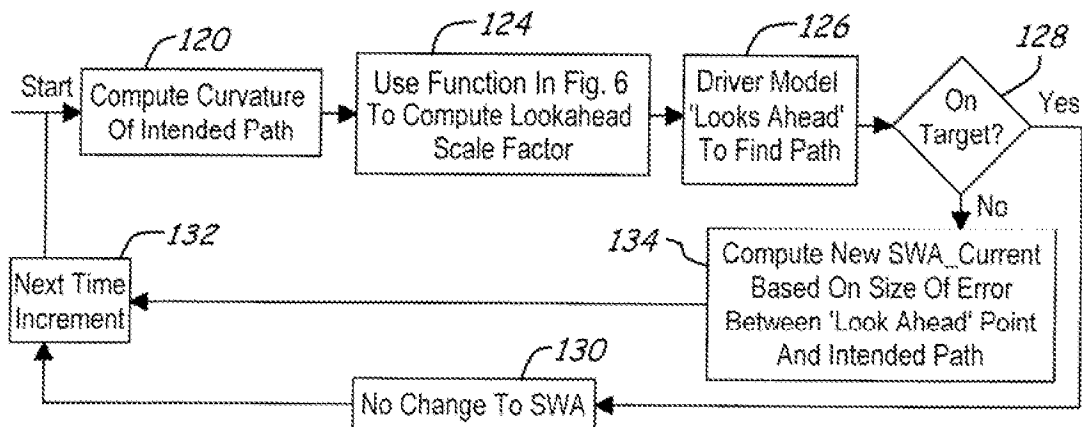 120
Start
Compute Curvature
Of Intended Path
124
Use Function In Fig. 6
To Compute Lookahead
Scale Factor
126
Driver Model
'Looks Ahead'
To Find Path
128
On
Target?
Yes
No
134
Compute New SWA_Current
Based On Size Of Error
Between 'Look Ahead' Point
And Intended Path
132
Next Time
Increment
130
No Change To SWA